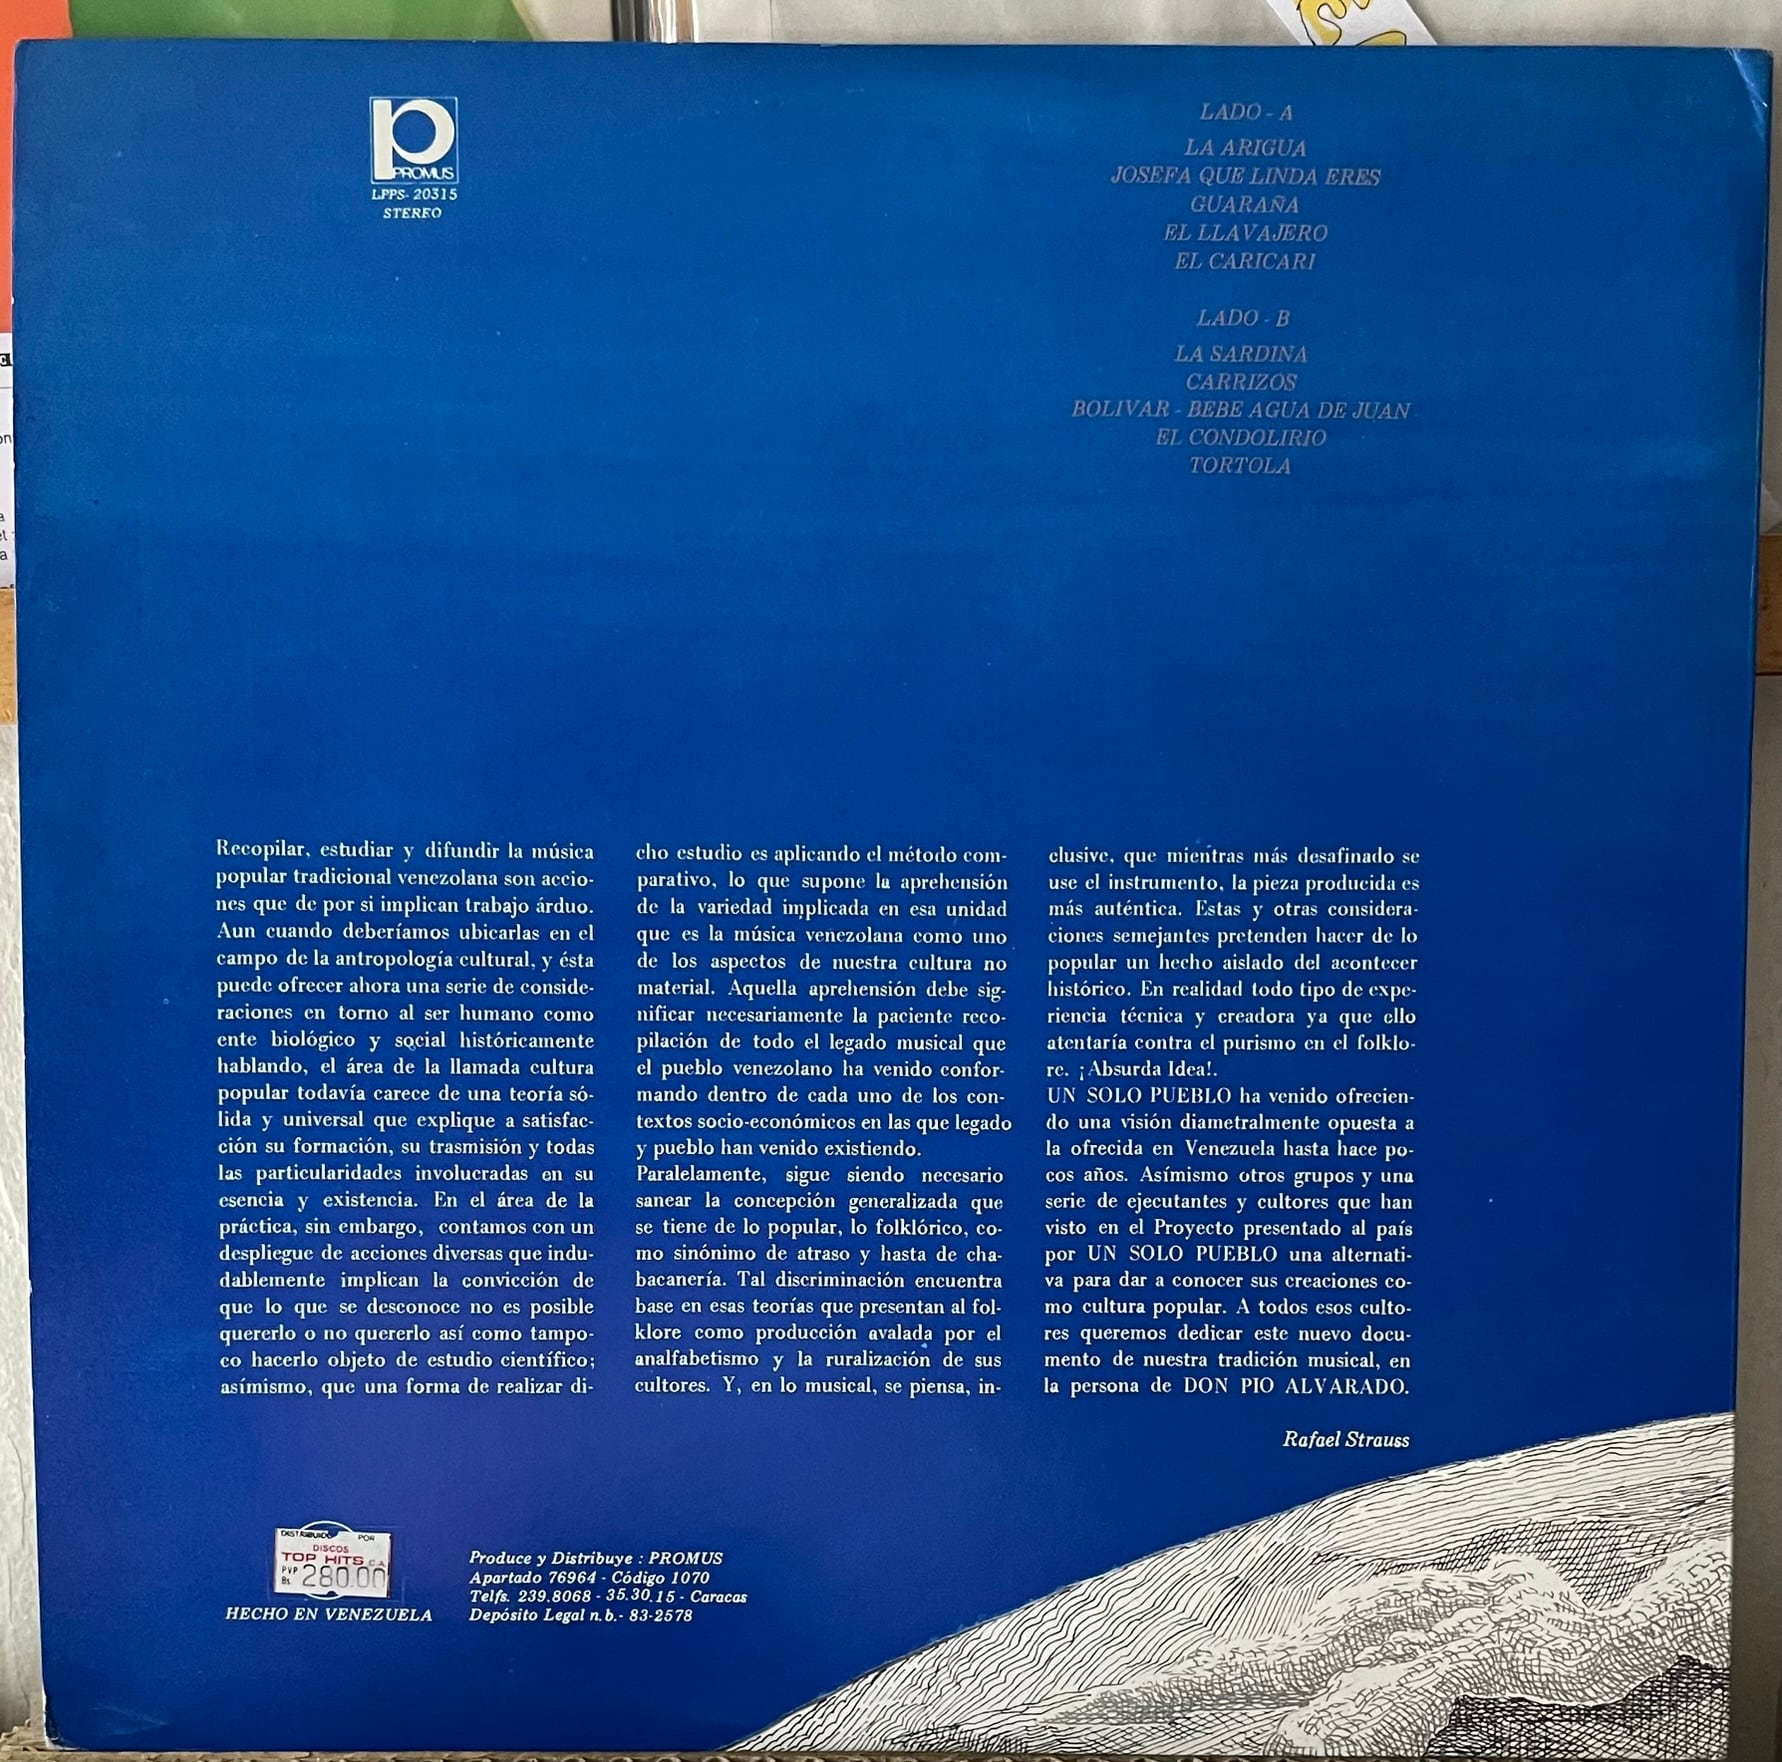 PROMUS
LPPS- 20315
STEREO
LADO - A
LA ARIGUA
JOSEFA QUE LINDA ERES
GUARAÑA
EL LLAVAJERO
EL CARICARI
LADO - B
LA SARDINA
CARRIZOS
BOLIVAR - BEBE AGUA DE JUAN
EL CONDOLIRIO
TORTOLA
Recopilar, estudiar y difundir la música
popular tradicional venezolana son accio-
nes que de por si implican trabajo árduo.
Aun cuando deberíamos ubicarlas en el
campo de la antropología cultural, y ésta
puede ofrecer ahora una serie de conside-
raciones en torno al ser humano como
ente biológico y social históricamente
hablando, el área de la llamada cultura
popular todavía carece de una teoría só-
lida y universal que explique a satisfac-
ción su formación, su trasmisión y todas
las particularidades involucradas en su
esencia y existencia. En el área de la
práctica, sin embargo, contamos con un
despliegue de acciones diversas que indu-
dablemente implican la convicción de
que lo que se desconoce no es posible
quererlo o no quererlo así como tampo-
co hacerlo objeto de estudio científico;
asímismo, que una forma de realizar di-
cho estudio es aplicando el método com-
parativo, lo que supone la aprehensión
de la variedad implicada en esa unidad
que es la música venezolana como uno
de los aspectos de nuestra cultura no
material. Aquella aprehensión debe sig-
nificar necesariamente la paciente reco-
pilación de todo el legado musical que
el pueblo venezolano ha venido confor-
mando dentro de cada uno de los con-
textos socio-económicos en las que legado
y pueblo han venido existiendo.
Paralelamente, sigue siendo necesario
sanear la concepción generalizada que
se tiene de lo popular, lo folklórico, co-
mo sinónimo de atraso y hasta de cha-
bacanería. Tal discriminación encuentra
base en esas teorías que presentan al fol-
klore como producción avalada por el
analfabetismo y la ruralización de sus
cultores. Y, en lo musical, se piensa, in-
clusive, que mientras más desafinado se
use el instrumento, la pieza producida es
más auténtica. Estas y otras considera-
ciones semejantes pretenden hacer de lo
popular un hecho aislado del acontecer
histórico. En realidad todo tipo de expe-
riencia técnica y creadora ya que ello
atentaría contra el purismo en el folklo-
re. ¡Absurda Idea!.
UN SOLO PUEBLO ha venido ofrecien-
do una visión diametralmente opuesta a
la ofrecida en Venezuela hasta hace po-
cos años. Asímismo otros grupos y una
serie de ejecutantes y cultores que han
visto en el Proyecto presentado al país
por UN SOLO PUEBLO una alternati-
va para dar a conocer sus creaciones co-
mo cultura popular. A todos esos culto-
res queremos dedicar este nuevo docu-
mento de nuestra tradición musical, en
la persona de DON PIO ALVARADO.
Rafael Strauss
DISTRIBUIDO POR
DISCOS
TOP HITS C.A.
PVP
Bs. 280.00
HECHO EN VENEZUELA
Produce y Distribuye : PROMUS
Apartado 76964 - Código 1070
Telfs. 239.8068 - 35.30.15 - Caracas
Depósito Legal n.b.- 83-2578